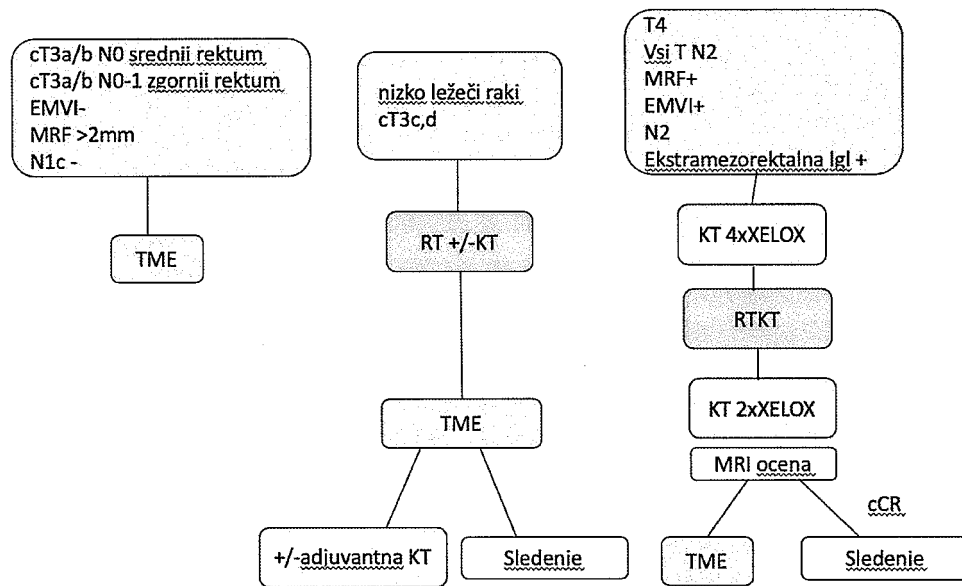 cT3a/b N0 srednji rektum
cT3a/b N0-1 zgornji rektum
EMVI-
MRF >2mm
N1c -
TME
nizko ležeči raki
cT3c,d
RT +/-KT
TME
+/-adjuvantna KT
Sledenje
T4
Vsi T N2
MRF+
EMVI+
N2
Ekstramezorektalna lgl +
KT 4xXELOX
RTKT
KT 2xXELOX
MRI ocena
cCR
TME
Sledenje